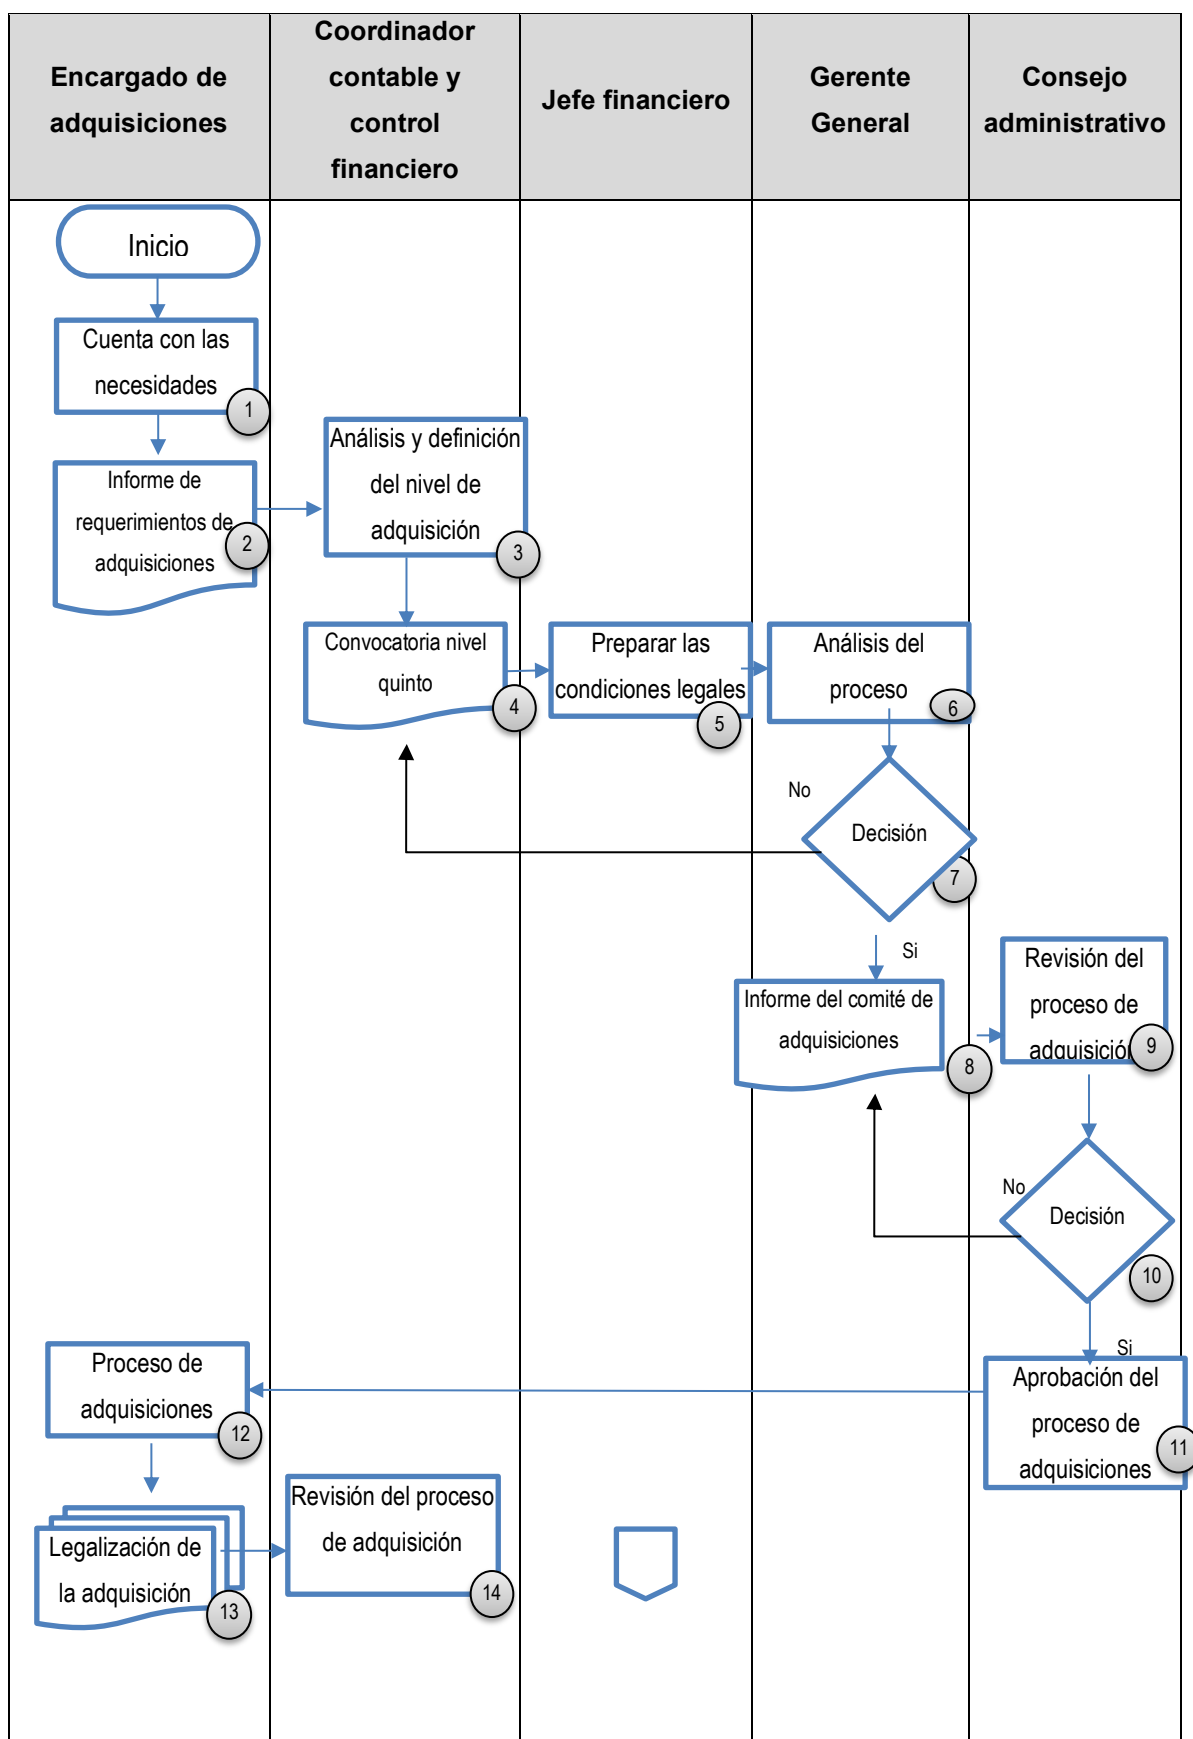 Encargado de
adquisiciones
Coordinador
contable y
control
financiero
Jefe financiero
Gerente
General
Consejo
administrativo
Inicio
Cuenta con las
necesidades
1
Informe de
requerimientos de
adquisiciones
2
Análisis y definición
del nivel de
adquisición
3
Convocatoria nivel
quinto
4
Preparar las
condiciones legales
5
Análisis del
proceso
6
No
Decisión
7
Si
Informe del comité de
adquisiciones
8
Revisión del
proceso de
adquisición
9
No
Decisión
10
Si
Aprobación del
proceso de
adquisiciones
11
Proceso de
adquisiciones
12
Legalización de
la adquisición
13
Revisión del proceso
de adquisición
14